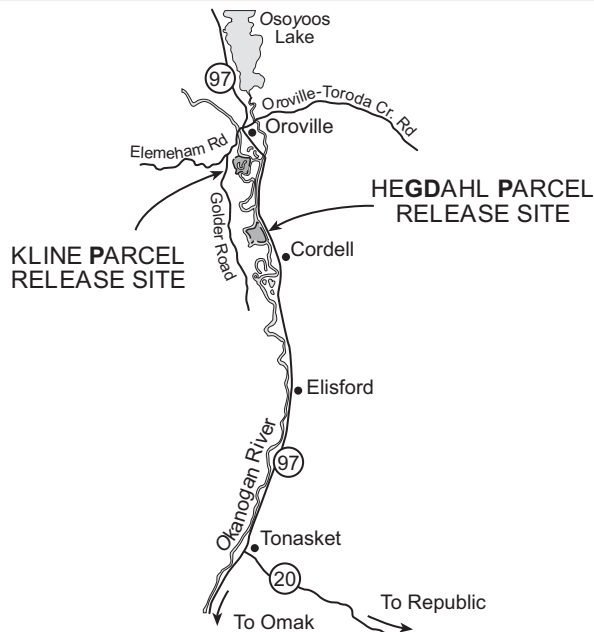 Osoyoos
Lake
97
Oroville-Toroda Cr. Rd
Oroville
Elemeham Rd
HEGDAHL PARCEL
RELEASE SITE
Golder Road
KLINE PARCEL
RELEASE SITE
Cordell
Elisford
Okanogan River
97
Tonasket
20
To Republic
To Omak